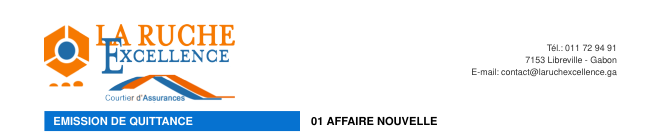 LA RUCHE
EXCELLENCE
Courtier d'Assurances
Tél.: 011 72 94 91
7153 Libreville - Gabon
E-mail: contact@laruchexcellence.ga
EMISSION DE QUITTANCE
01 AFFAIRE NOUVELLE